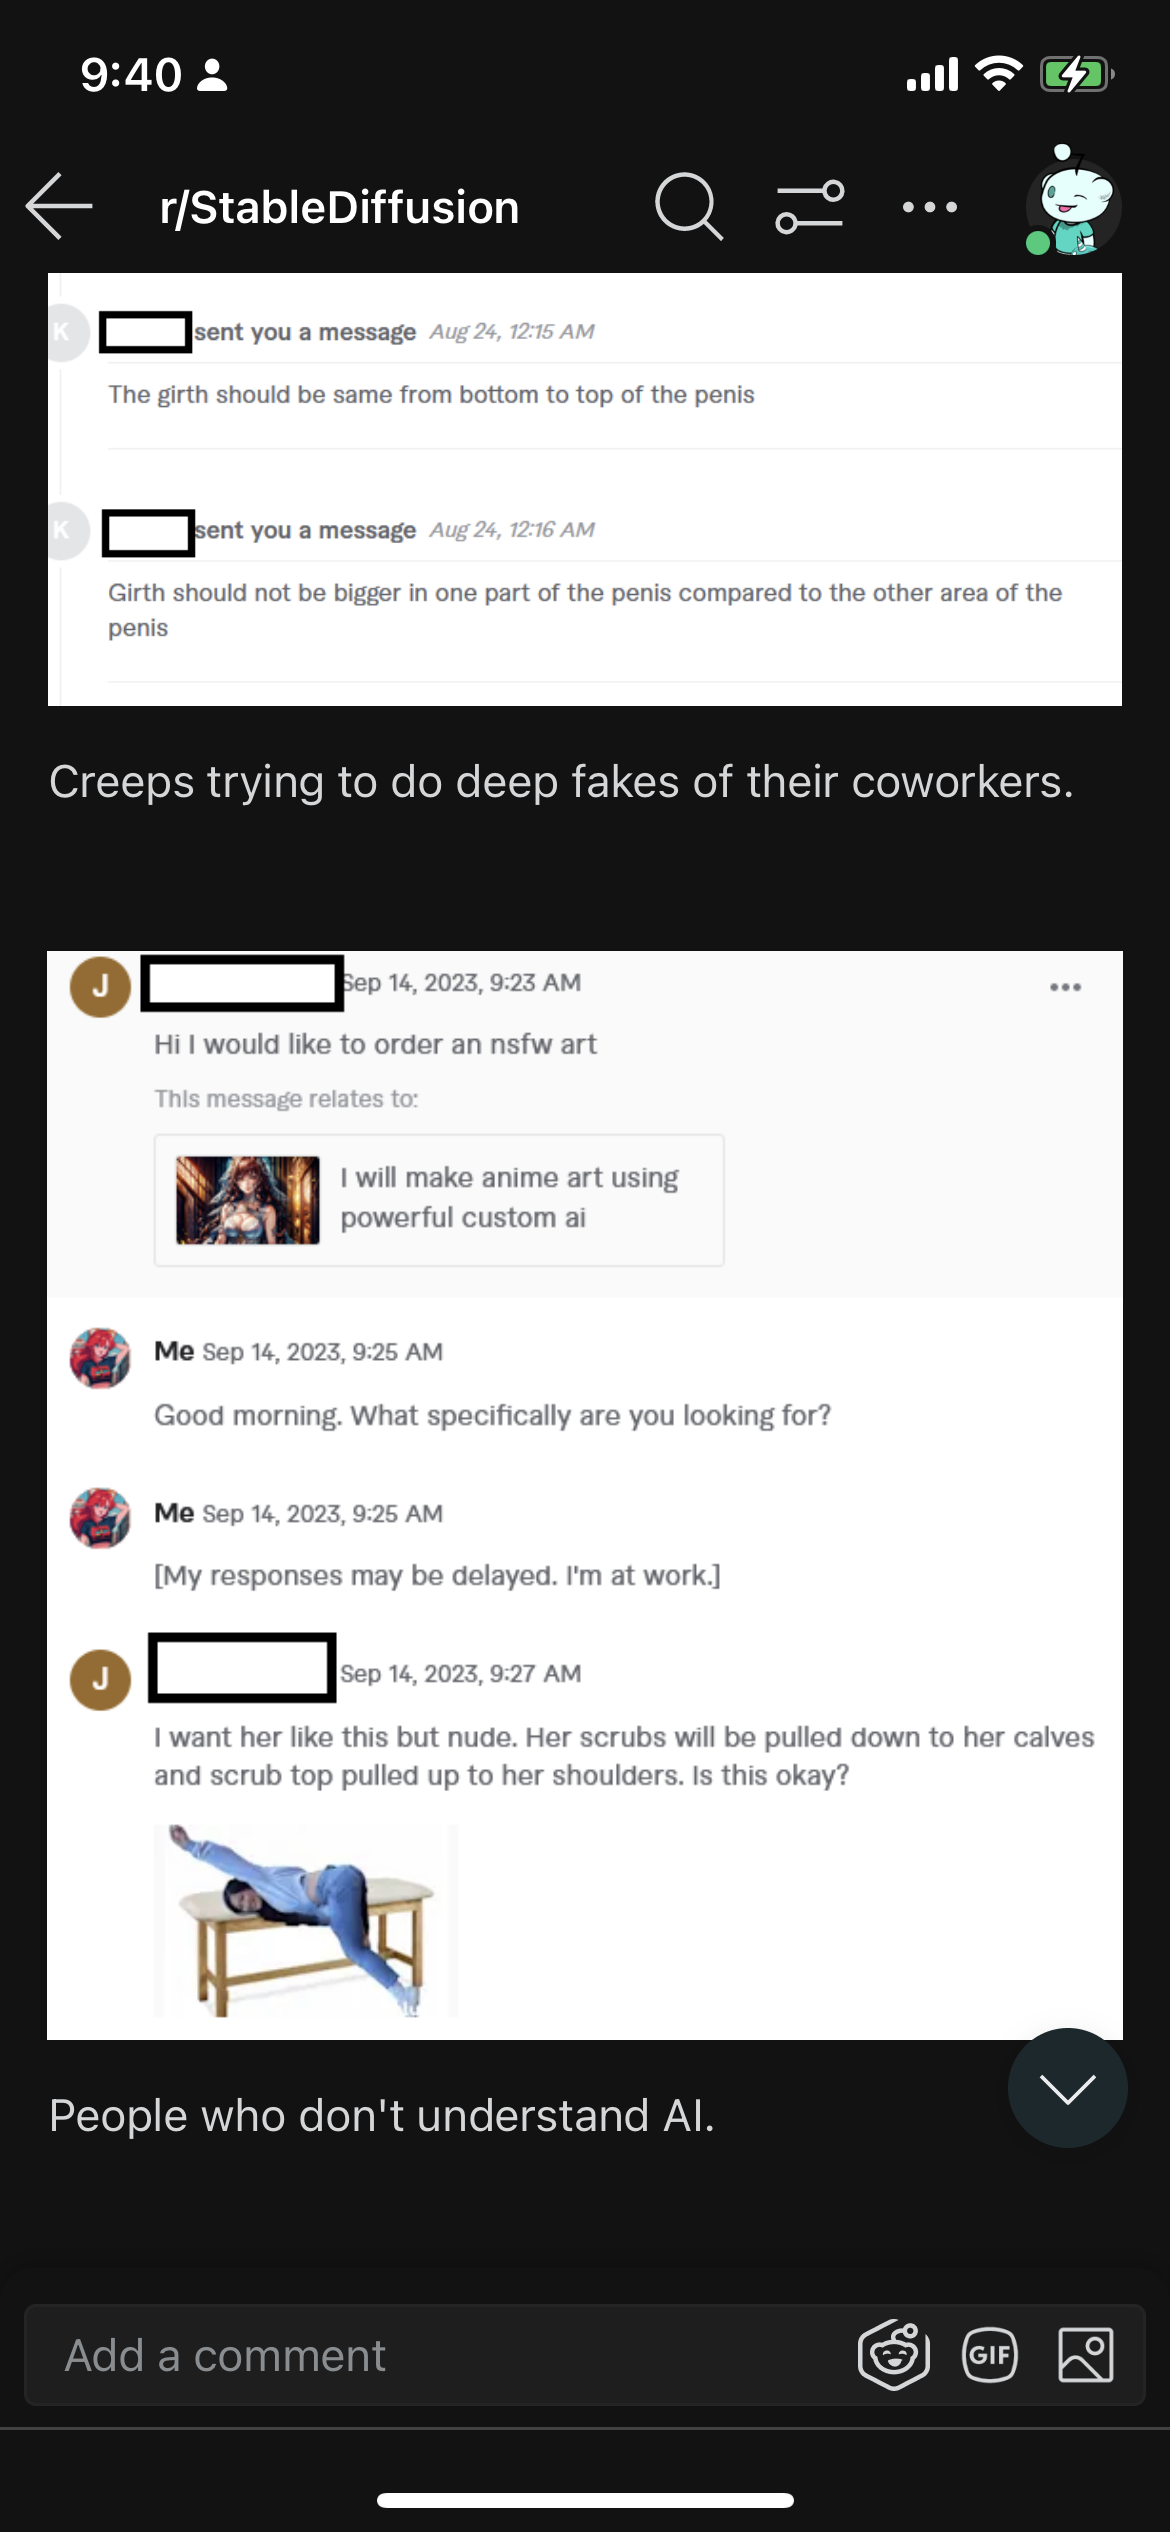 9:40
r/StableDiffusion
K
sent you a message Aug 24, 12:15 AM
The girth should be same from bottom to top of the penis
K
sent you a message Aug 24, 12:16 AM
Girth should not be bigger in one part of the penis compared to the other area of the
penis
Creeps trying to do deep fakes of their coworkers.
J
Sep 14, 2023, 9:23 AM
Hi I would like to order an nsfw art
This message relates to:
I will make anime art using
powerful custom ai
Me Sep 14, 2023, 9:25 AM
Good morning. What specifically are you looking for?
Me Sep 14, 2023, 9:25 AM
[My responses may be delayed. I'm at work.]
J
Sep 14, 2023, 9:27 AM
I want her like this but nude. Her scrubs will be pulled down to her calves
and scrub top pulled up to her shoulders. Is this okay?
People who don't understand AI.
Add a comment
GIF